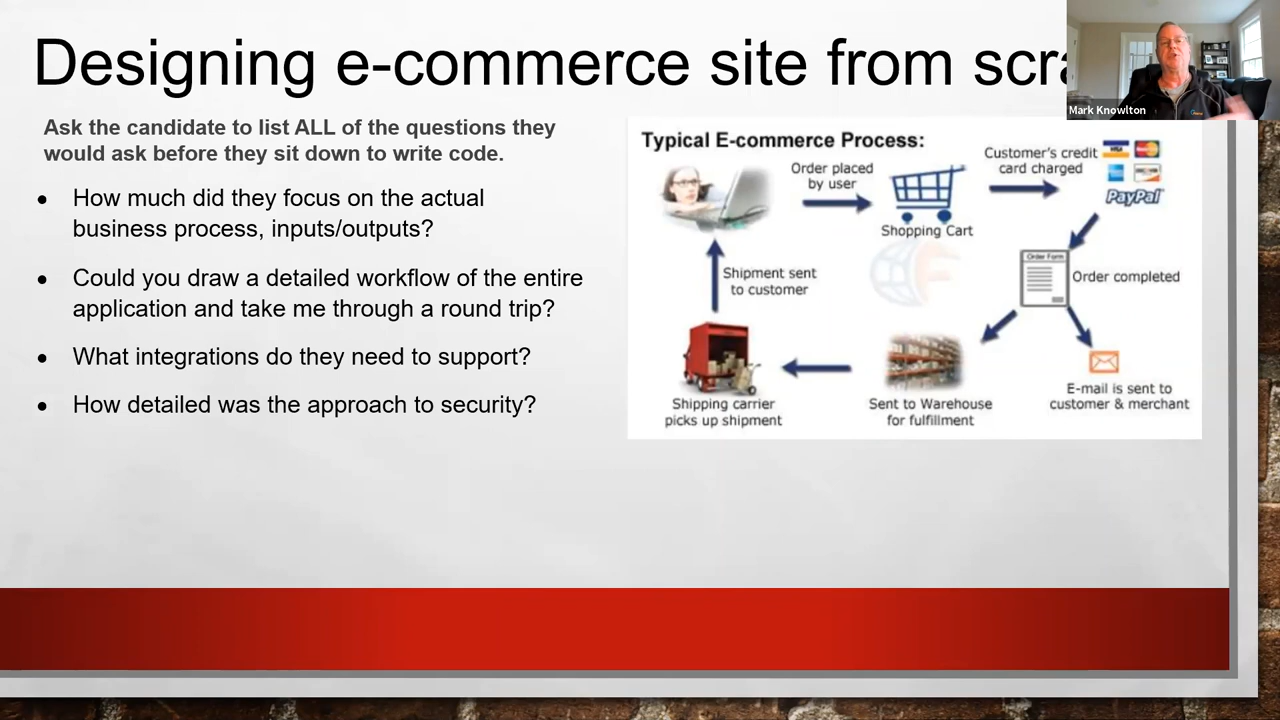 Designing e-commerce site from scra
Mark Knowlton
Ask the candidate to list ALL of the questions they
would ask before they sit down to write code.
• How much did they focus on the actual
business process, inputs/outputs?
• Could you draw a detailed workflow of the entire
application and take me through a round trip?
• What integrations do they need to support?
• How detailed was the approach to security?
Typical E-commerce Process:
Order placed
by user
Shopping Cart
Customer's credit
card charged
VISA
PayPal
Order Form
Order completed
E-mail is sent to
customer & merchant
Sent to Warehouse
for fulfillment
Shipping carrier
picks up shipment
Shipment sent
to customer